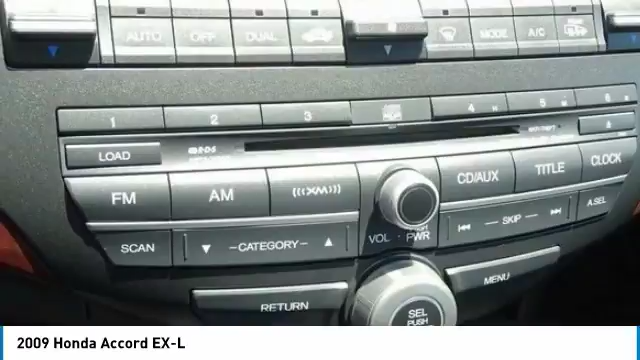 AUTO OFF DUAL MODE A/C
1 2 3 4 5 6
LOAD RDS
FM AM XM CD/AUX TITLE CLOCK
SCAN CATEGORY VOL PWR SKIP A.SEL
RETURN SEL PUSH MENU
2009 Honda Accord EX-L